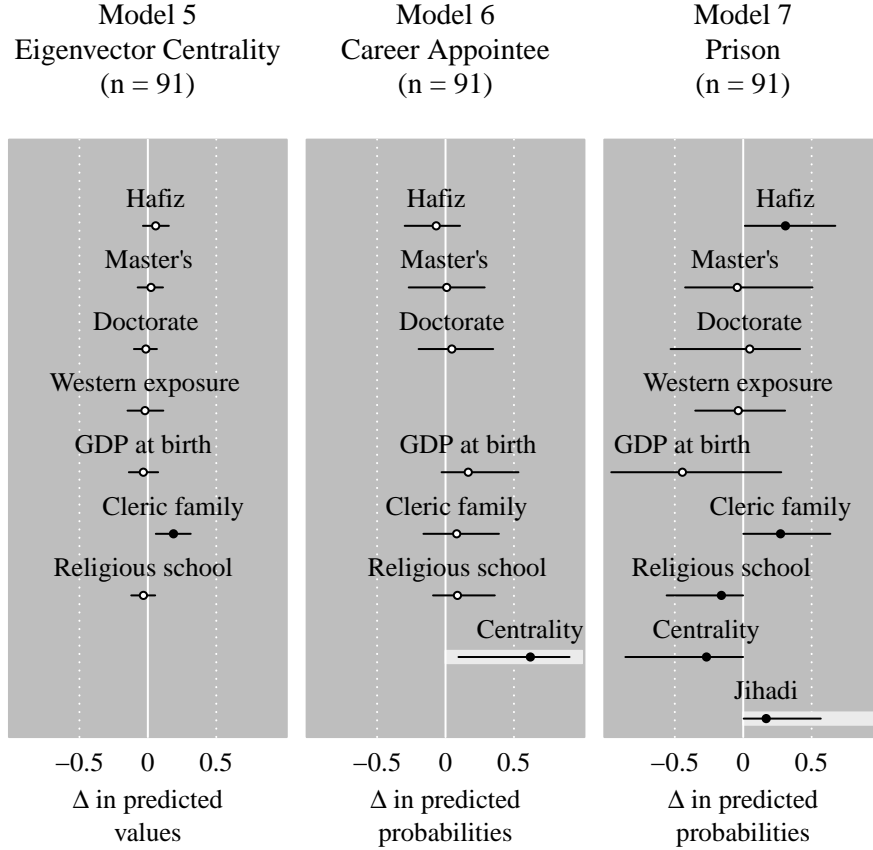 Model 5
Eigenvector Centrality
(n = 91)
Hafiz
Master's
Doctorate
Western exposure
GDP at birth
Cleric family
Religious school
−0.5 0 0.5
Δ in predicted
values
Model 6
Career Appointee
(n = 91)
Hafiz
Master's
Doctorate
GDP at birth
Cleric family
Religious school
Centrality
−0.5 0 0.5
Δ in predicted
probabilities
Model 7
Prison
(n = 91)
Hafiz
Master's
Doctorate
Western exposure
GDP at birth
Cleric family
Religious school
Centrality
Jihadi
−0.5 0 0.5
Δ in predicted
probabilities